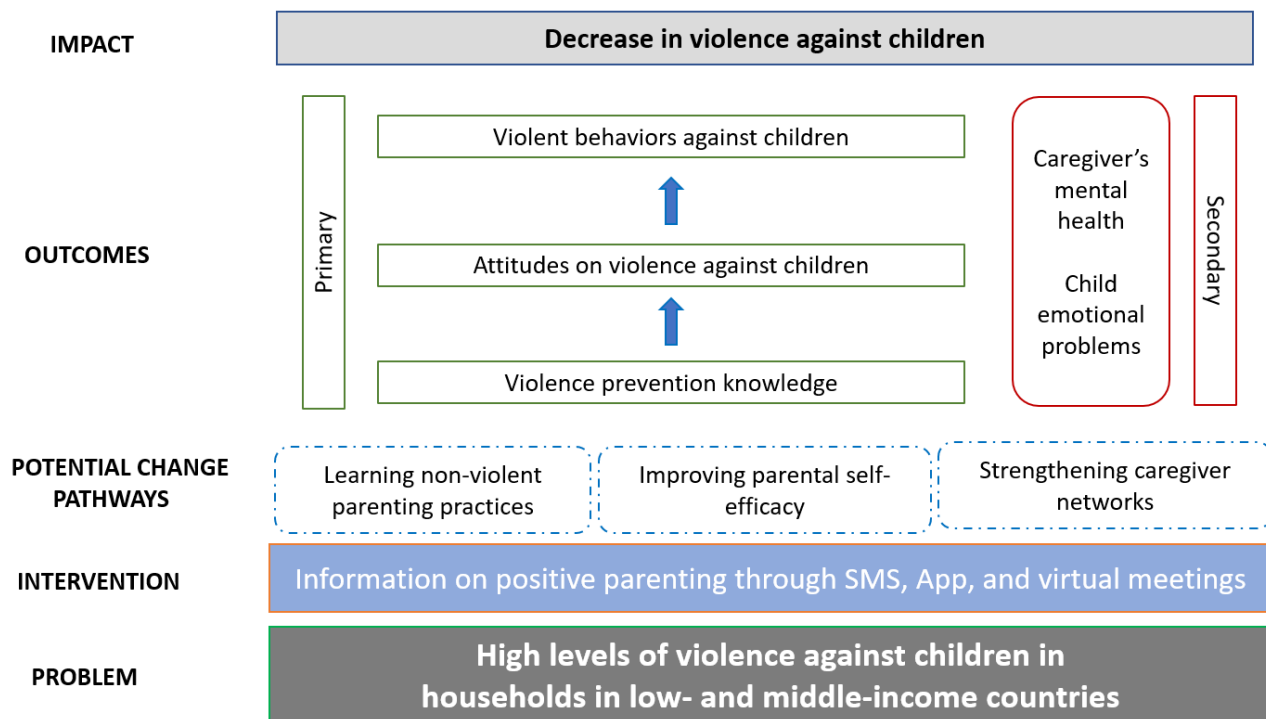 IMPACT
Decrease in violence against children
OUTCOMES
Primary
Violent behaviors against children
Attitudes on violence against children
Violence prevention knowledge
Caregiver’s
mental
health
Child
emotional
problems
Secondary
POTENTIAL CHANGE
PATHWAYS
Learning non-violent
parenting practices
Improving parental self-
efficacy
Strengthening caregiver
networks
INTERVENTION
Information on positive parenting through SMS, App, and virtual meetings
PROBLEM
High levels of violence against children in
households in low- and middle-income countries